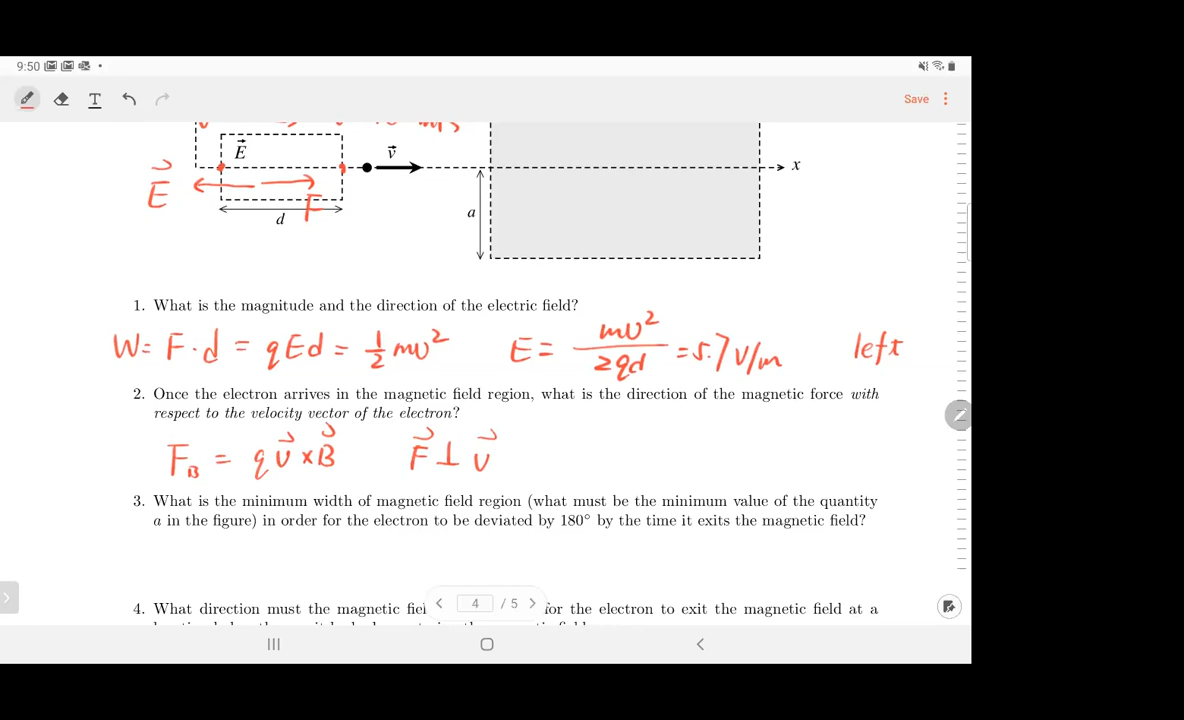 9:50
T
Save
m/s
E⃗
v⃗
x
E⃗
F
d
a
1. What is the magnitude and the direction of the electric field?
W= F·d = qEd = ½ mv² E = mv²/2qd = 5.7 V/m left
2. Once the electron arrives in the magnetic field region, what is the direction of the magnetic force with
respect to the velocity vector of the electron?
F_B = q v⃗ × B⃗ F⃗ ⊥ v⃗
3. What is the minimum width of magnetic field region (what must be the minimum value of the quantity
a in the figure) in order for the electron to be deviated by 180° by the time it exits the magnetic field?
4 / 5
4. What direction must the magnetic fiel for the electron to exit the magnetic field at a